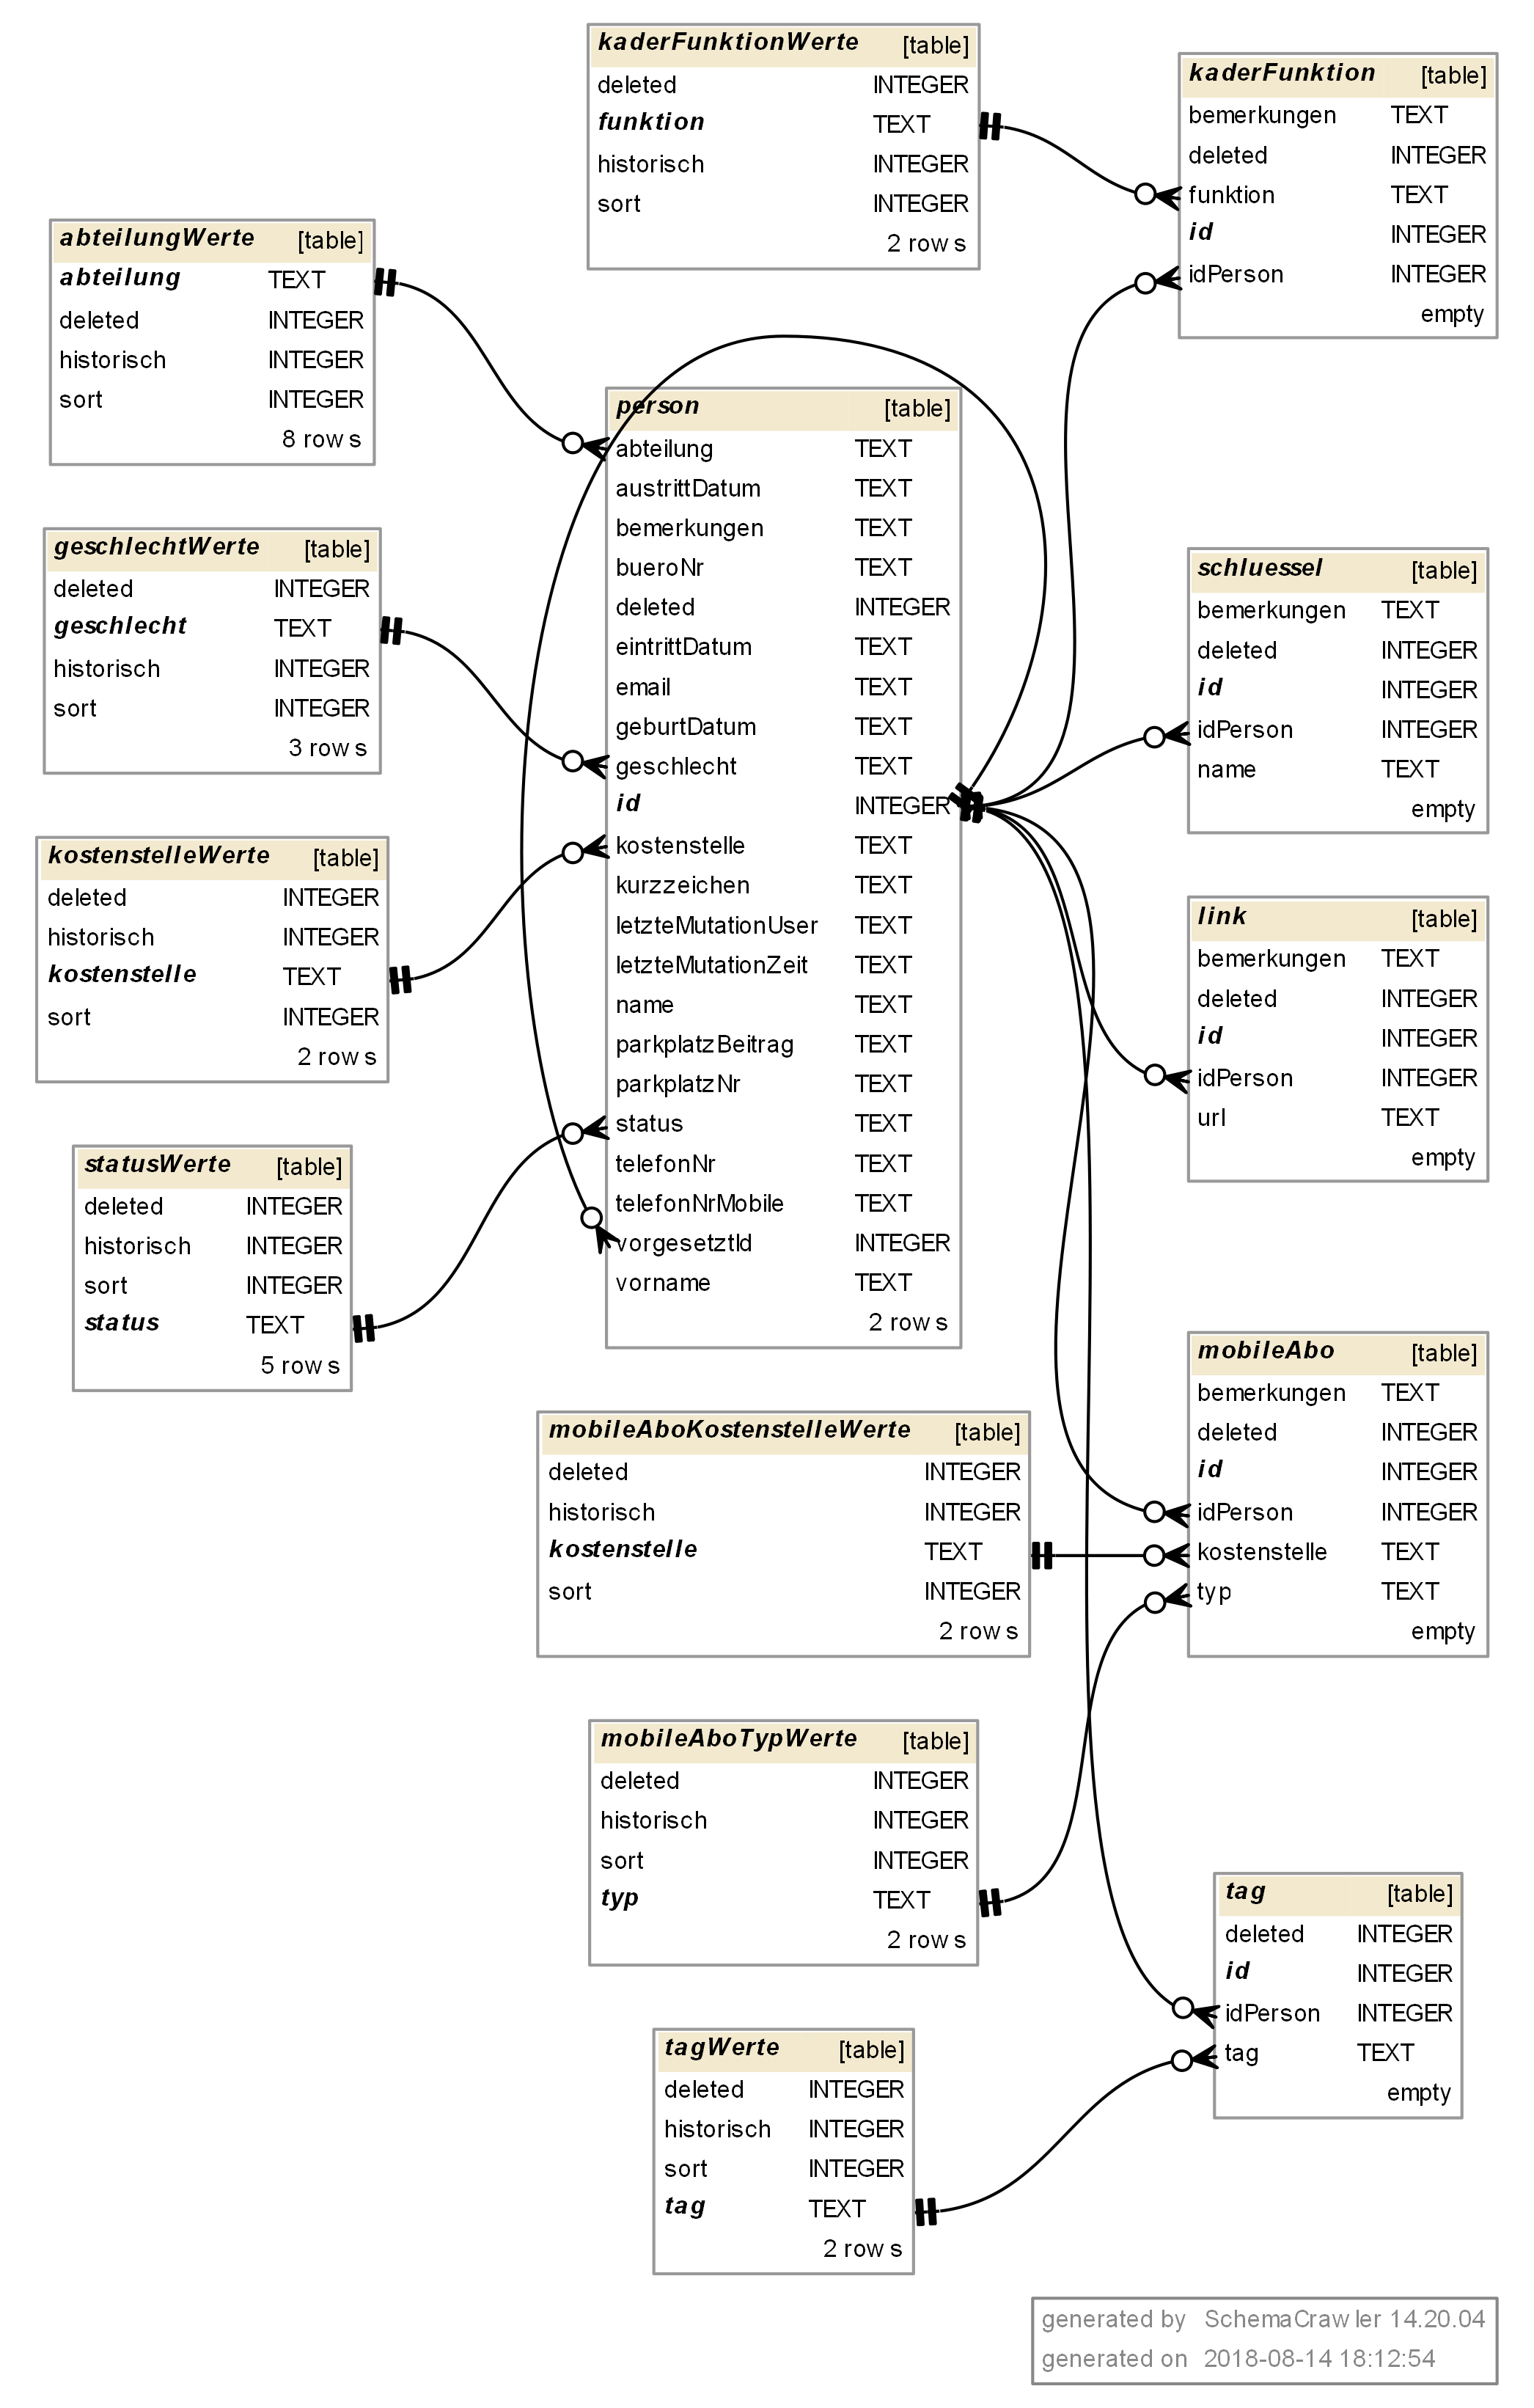 kaderFunktionWerte [table]
deleted INTEGER
funktion TEXT
historisch INTEGER
sort INTEGER
2 rows
kaderFunktion [table]
bemerkungen TEXT
deleted INTEGER
funktion TEXT
id INTEGER
idPerson INTEGER
empty
abteilungWerte [table]
abteilung TEXT
deleted INTEGER
historisch INTEGER
sort INTEGER
8 rows
geschlechtWerte [table]
deleted INTEGER
geschlecht TEXT
historisch INTEGER
sort INTEGER
3 rows
kostenstelleWerte [table]
deleted INTEGER
historisch INTEGER
kostenstelle TEXT
sort INTEGER
2 rows
statusWerte [table]
deleted INTEGER
historisch INTEGER
sort INTEGER
status TEXT
5 rows
person [table]
abteilung TEXT
austrittDatum TEXT
bemerkungen TEXT
bueroNr TEXT
deleted INTEGER
eintrittDatum TEXT
email TEXT
geburtDatum TEXT
geschlecht TEXT
id INTEGER
kostenstelle TEXT
kurzzeichen TEXT
letzteMutationUser TEXT
letzteMutationZeit TEXT
name TEXT
parkplatzBeitrag TEXT
parkplatzNr TEXT
status TEXT
telefonNr TEXT
telefonNrMobile TEXT
vorgesetztId INTEGER
vorname TEXT
2 rows
schluessel [table]
bemerkungen TEXT
deleted INTEGER
id INTEGER
idPerson INTEGER
name TEXT
empty
link [table]
bemerkungen TEXT
deleted INTEGER
id INTEGER
idPerson INTEGER
url TEXT
empty
mobileAbo [table]
bemerkungen TEXT
deleted INTEGER
id INTEGER
idPerson INTEGER
kostenstelle TEXT
typ TEXT
empty
mobileAboKostenstelleWerte [table]
deleted INTEGER
historisch INTEGER
kostenstelle TEXT
sort INTEGER
2 rows
mobileAboTypWerte [table]
deleted INTEGER
historisch INTEGER
sort INTEGER
typ TEXT
2 rows
tag [table]
deleted INTEGER
id INTEGER
idPerson INTEGER
tag TEXT
empty
tagWerte [table]
deleted INTEGER
historisch INTEGER
sort INTEGER
tag TEXT
2 rows
generated by SchemaCrawler 14.20.04
generated on 2018-08-14 18:12:54